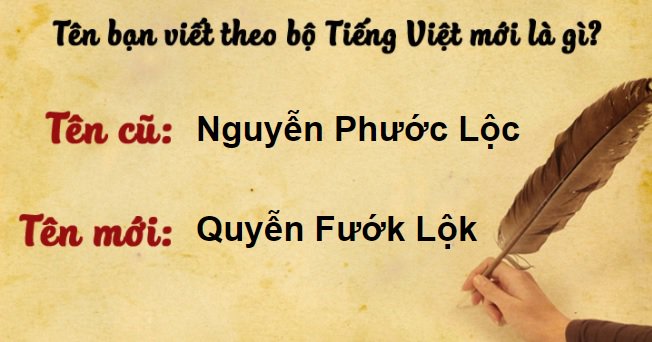 Tên bạn viết theo bộ Tiếng Việt mới là gì?
Tên cũ: Nguyễn Phước Lộc
Tên mới: Quyễn Fướk Lộk